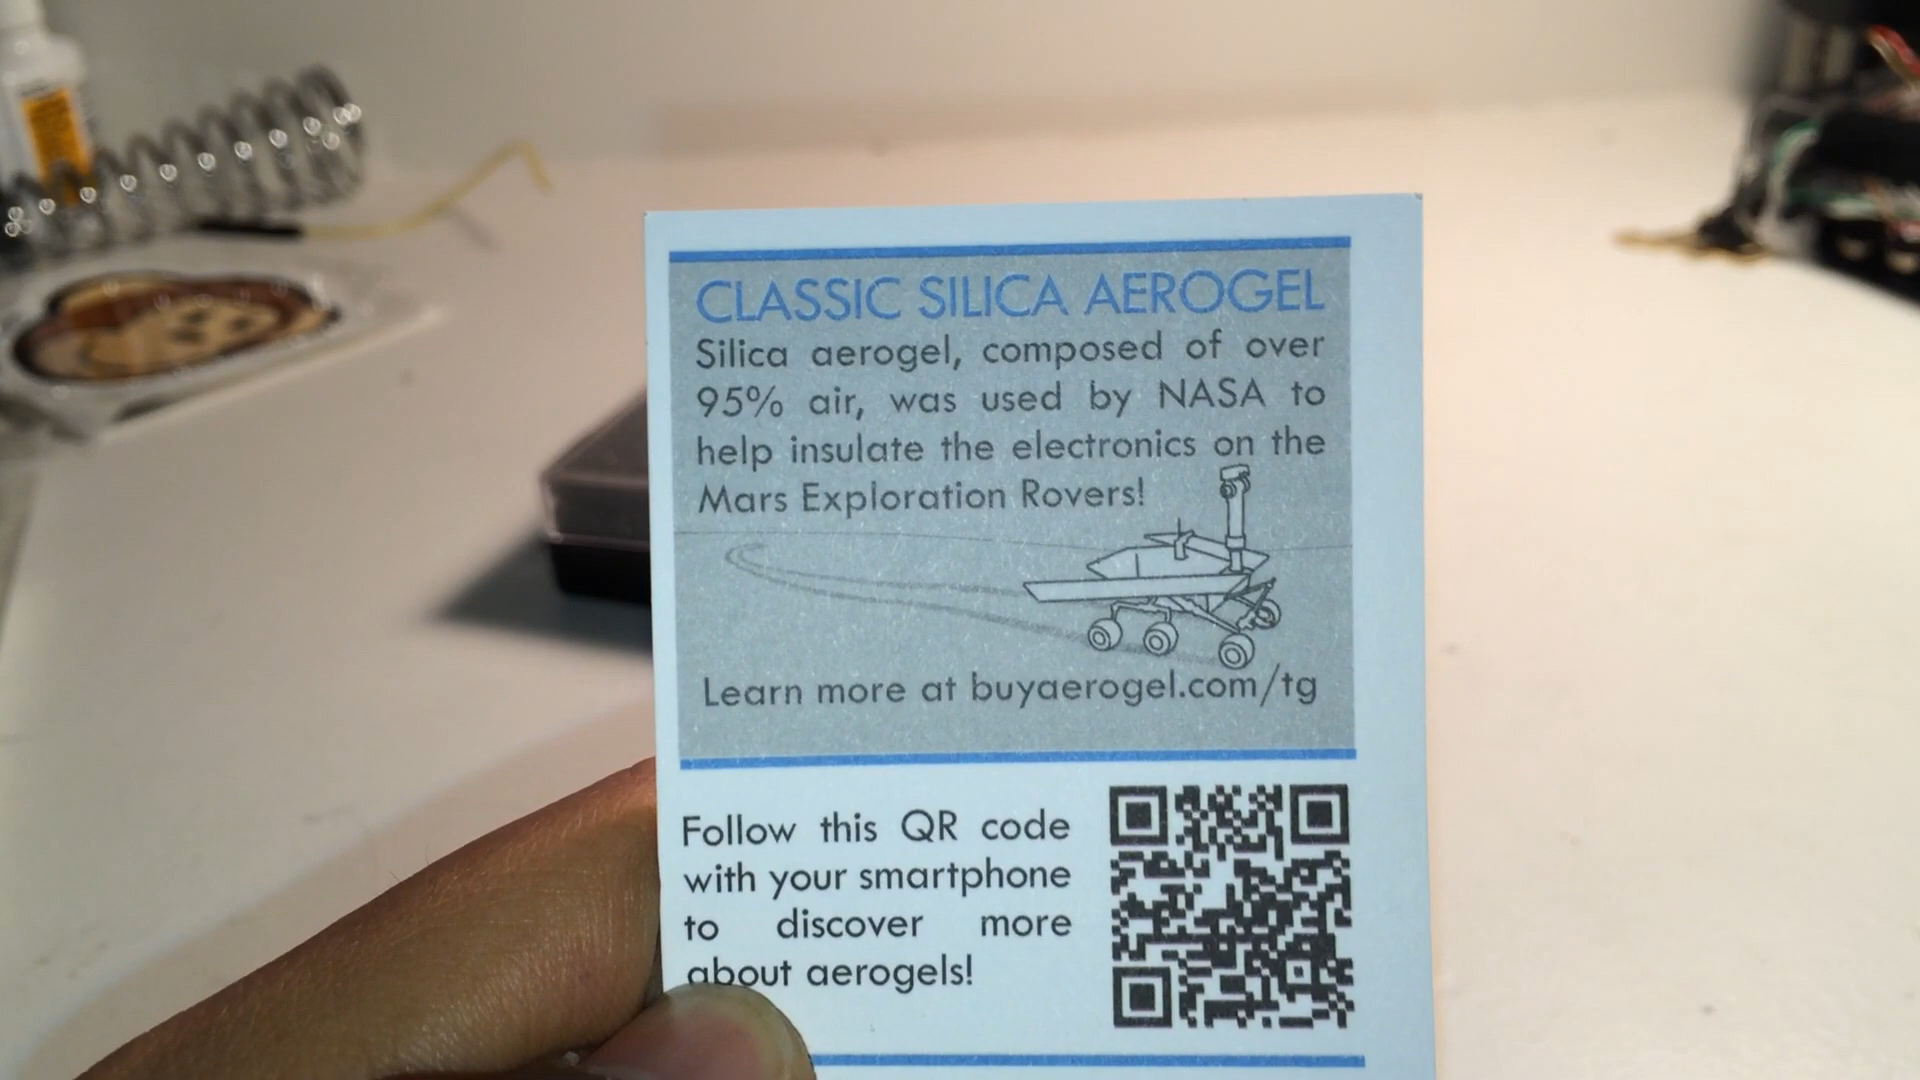 CLASSIC SILICA AEROGEL
Silica aerogel, composed of over
95% air, was used by NASA to
help insulate the electronics on the
Mars Exploration Rovers!
Learn more at buyaerogel.com/tg
Follow this QR code
with your smartphone
to discover more
about aerogels!